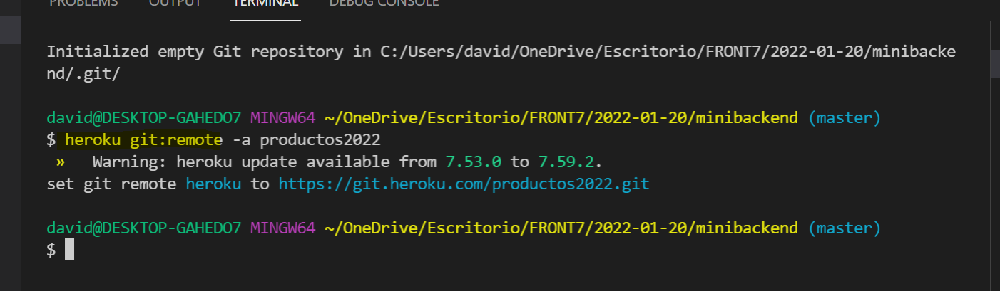 PROBLEMS OUTPUT TERMINAL DEBUG CONSOLE
Initialized empty Git repository in C:/Users/david/OneDrive/Escritorio/FRONT7/2022-01-20/minibacke
nd/.git/
david@DESKTOP-GAHEDO7 MINGW64 ~/OneDrive/Escritorio/FRONT7/2022-01-20/minibackend (master)
$ heroku git:remote -a productos2022
» Warning: heroku update available from 7.53.0 to 7.59.2.
set git remote heroku to https://git.heroku.com/productos2022.git
david@DESKTOP-GAHEDO7 MINGW64 ~/OneDrive/Escritorio/FRONT7/2022-01-20/minibackend (master)
$